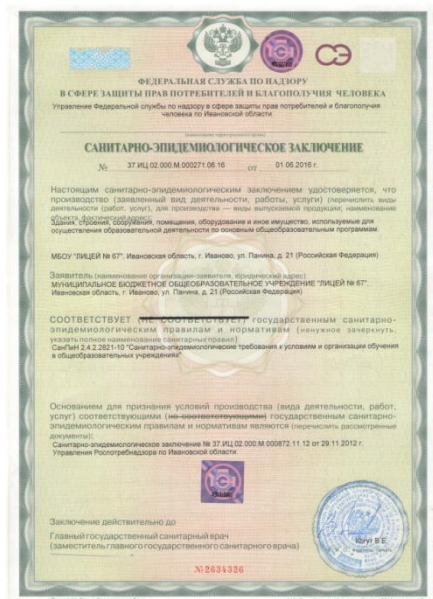 СЭ
ФЕДЕРАЛЬНАЯ СЛУЖБА ПО НАДЗОРУ
В СФЕРЕ ЗАЩИТЫ ПРАВ ПОТРЕБИТЕЛЕЙ И БЛАГОПОЛУЧИЯ ЧЕЛОВЕКА
Управление Федеральной службы по надзору в сфере защиты прав потребителей и благополучия
человека по Ивановской области
САНИТАРНО-ЭПИДЕМИОЛОГИЧЕСКОЕ ЗАКЛЮЧЕНИЕ
№ 37.ИЦ.02.000.М.000271.06.16 от 01.06.2016 г.
Настоящим санитарно-эпидемиологическим заключением удостоверяется, что
производство (заявленный вид деятельности, работы, услуги) (перечислить виды
деятельности (работ, услуг), для производства — виды выпускаемой продукции; наименование
объекта, фактический адрес):
Здания, строения, сооружения, помещения, оборудование и иное имущество, используемые для
осуществления образовательной деятельности по основным общеобразовательным программам
МБОУ "ЛИЦЕЙ № 67". Ивановская область, г. Иваново, ул. Панина, д. 21 (Российская Федерация)
Заявитель (наименование организации-заявителя, юридический адрес)
МУНИЦИПАЛЬНОЕ БЮДЖЕТНОЕ ОБЩЕОБРАЗОВАТЕЛЬНОЕ УЧРЕЖДЕНИЕ "ЛИЦЕЙ № 67".
Ивановская область, г. Иваново, ул. Панина, д. 21 (Российская Федерация)
СООТВЕТСТВУЕТ (НЕ СООТВЕТСТВУЕТ) государственным санитарно-
эпидемиологическим правилам и нормативам (ненужное зачеркнуть,
указать полное наименование санитарных правил)
СанПиН 2.4.2.2821-10 "Санитарно-эпидемиологические требования к условиям и организации обучения
в общеобразовательных учреждениях"
Основанием для признания условий производства (вида деятельности, работ,
услуг) соответствующими (не соответствующими) государственным санитарно-
эпидемиологическим правилам и нормативам являются (перечислить рассмотренные
документы):
Санитарно-эпидемиологическое заключение № 37.ИЦ.02.000.М.000872.11.12 от 29.11.2012 г.
Управления Роспотребнадзора по Ивановской области.
Заключение действительно до
Главный государственный санитарный врач
(заместитель главного государственного санитарного врача)
№2634326